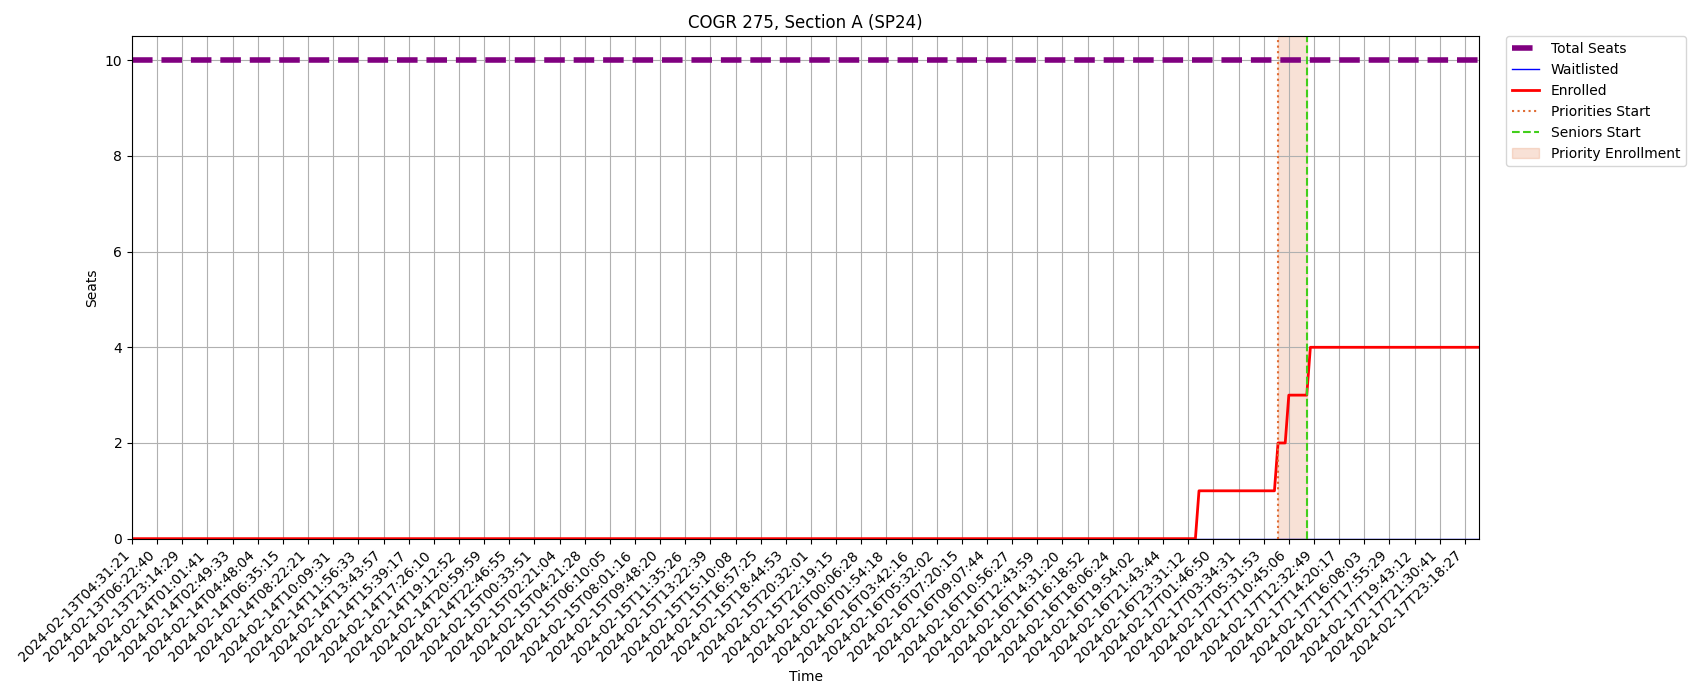 COGR 275, Section A (SP24)
Total Seats
Waitlisted
Enrolled
Priorities Start
Seniors Start
Priority Enrollment
10
8
6
4
2
0
Seats
2024-02-13T04:31:21
2024-02-13T06:22:40
2024-02-13T23:14:29
2024-02-14T01:01:41
2024-02-14T02:49:33
2024-02-14T04:48:04
2024-02-14T06:35:15
2024-02-14T08:22:21
2024-02-14T10:09:31
2024-02-14T11:56:33
2024-02-14T13:43:57
2024-02-14T15:39:17
2024-02-14T17:26:10
2024-02-14T19:12:52
2024-02-14T20:59:59
2024-02-14T22:46:55
2024-02-15T00:33:51
2024-02-15T02:21:04
2024-02-15T04:21:28
2024-02-15T06:10:05
2024-02-15T08:01:16
2024-02-15T09:48:20
2024-02-15T11:35:26
2024-02-15T13:22:39
2024-02-15T15:10:08
2024-02-15T16:57:25
2024-02-15T18:44:53
2024-02-15T20:32:01
2024-02-15T22:19:15
2024-02-16T00:06:28
2024-02-16T01:54:18
2024-02-16T03:42:16
2024-02-16T05:32:02
2024-02-16T07:20:15
2024-02-16T09:07:44
2024-02-16T10:56:27
2024-02-16T12:43:59
2024-02-16T14:31:20
2024-02-16T16:18:52
2024-02-16T18:06:24
2024-02-16T19:54:02
2024-02-16T21:43:44
2024-02-16T23:31:12
2024-02-17T01:46:50
2024-02-17T03:34:31
2024-02-17T05:31:53
2024-02-17T10:45:06
2024-02-17T12:32:49
2024-02-17T14:20:17
2024-02-17T16:08:03
2024-02-17T17:55:29
2024-02-17T19:43:12
2024-02-17T21:30:41
2024-02-17T23:18:27
Time